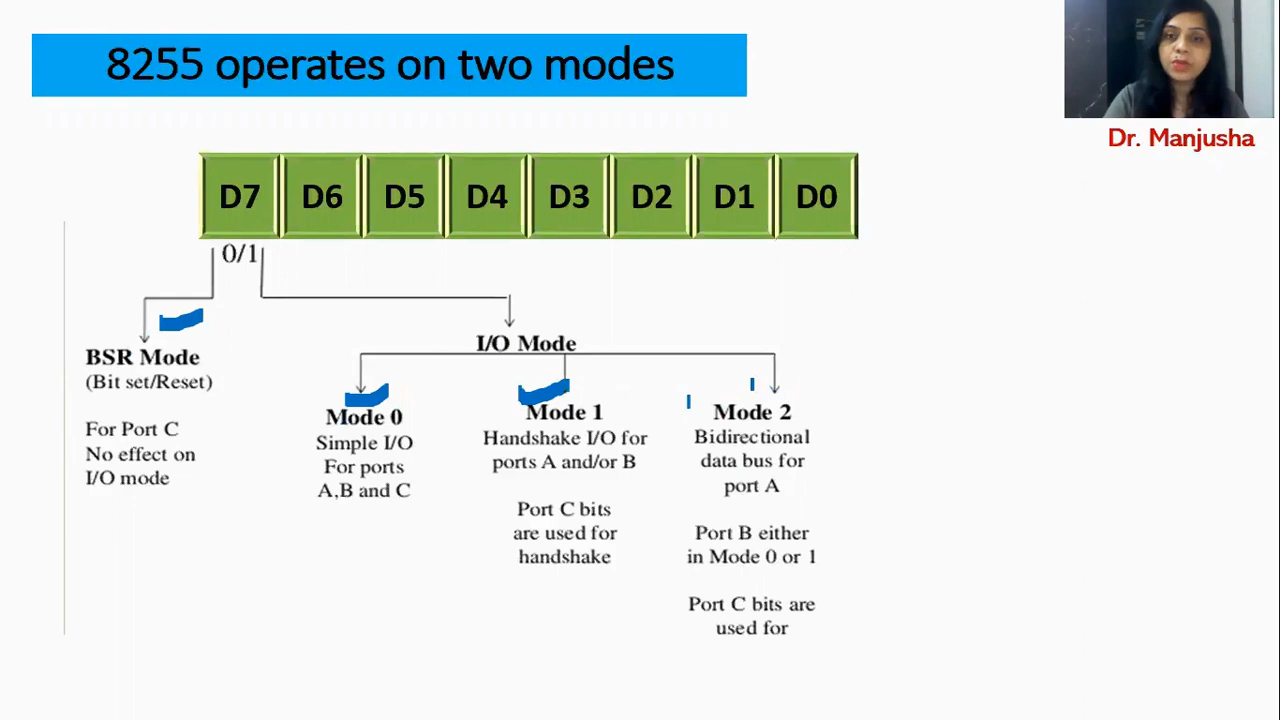 8255 operates on two modes
Dr. Manjusha
D7 D6 D5 D4 D3 D2 D1 D0
0/1
I/O Mode
BSR Mode
(Bit set/Reset)
For Port C
No effect on
I/O mode
Mode 0
Simple I/O
For ports
A,B and C
Mode 1
Handshake I/O for
ports A and/or B
Port C bits
are used for
handshake
Mode 2
Bidirectional
data bus for
port A
Port B either
in Mode 0 or 1
Port C bits are
used for